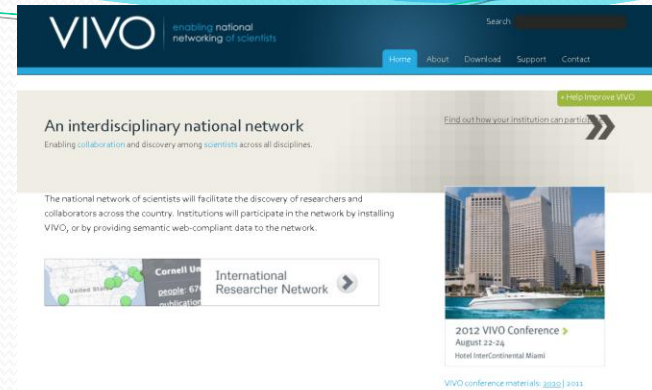 VIVO
enabling national
networking of scientists
Search
Home About Download Support Contact
+ Help Improve VIVO
An interdisciplinary national network
Enabling collaboration and discovery among scientists across all disciplines.
Find out how your institution can
The national network of scientists will facilitate the discovery of researchers and
collaborators across the country. Institutions will participate in the network by installing
VIVO, or by providing semantic web-compliant data to the network.
United States
Cornell
people:
International
Researcher Network
2012 VIVO Conference >
August 22-24
Hotel InterContinental Miami
VIVO conference materials: 2010 | 2011